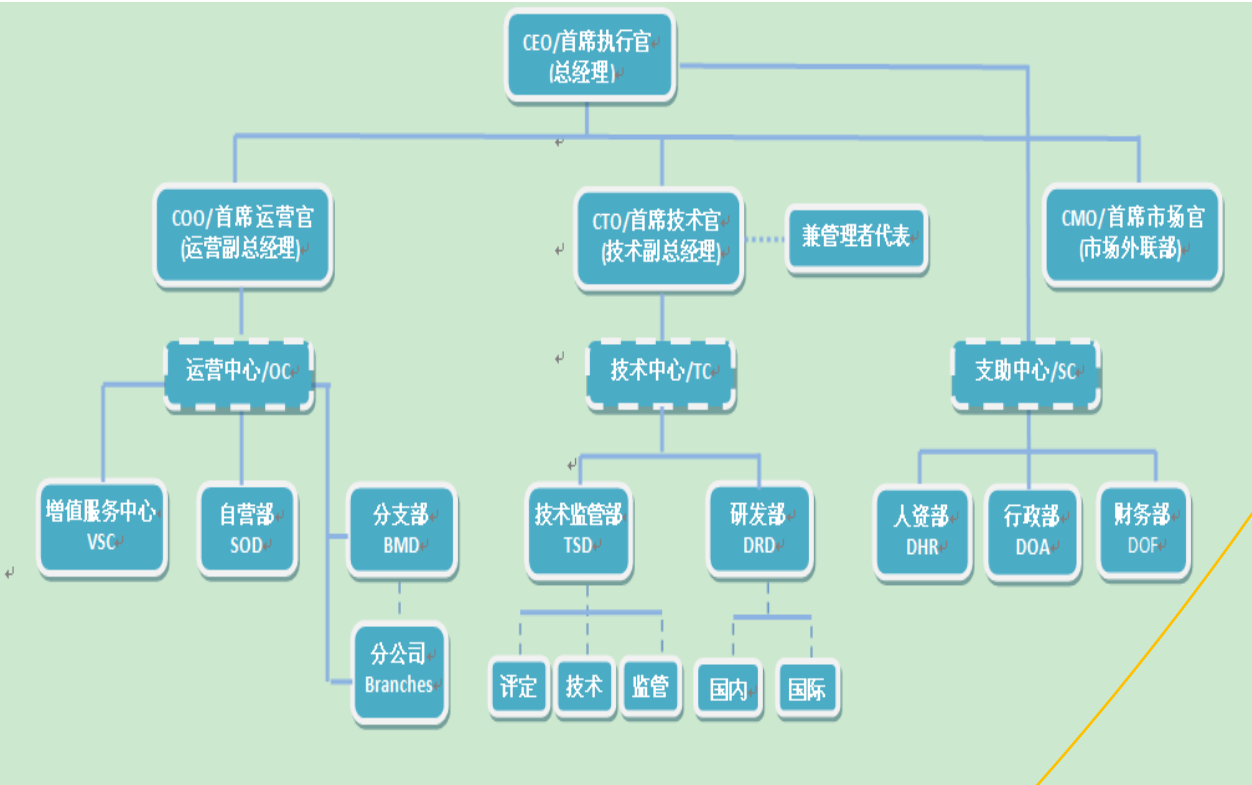 CEO/首席执行官
(总经理)
COO/首席运营官
(运营副总经理)
CTO/首席技术官
(技术副总经理)
兼管理者代表
CMO/首席市场官
(市场外联部)
运营中心/OC
技术中心/TC
支助中心/SC
增值服务中心
VSC
自营部
SOD
分支部
BMD
技术监管部
TSD
研发部
DRD
人资部
DHR
行政部
DOA
财务部
DOF
分公司
Branches
评定
技术
监管
国内
国际